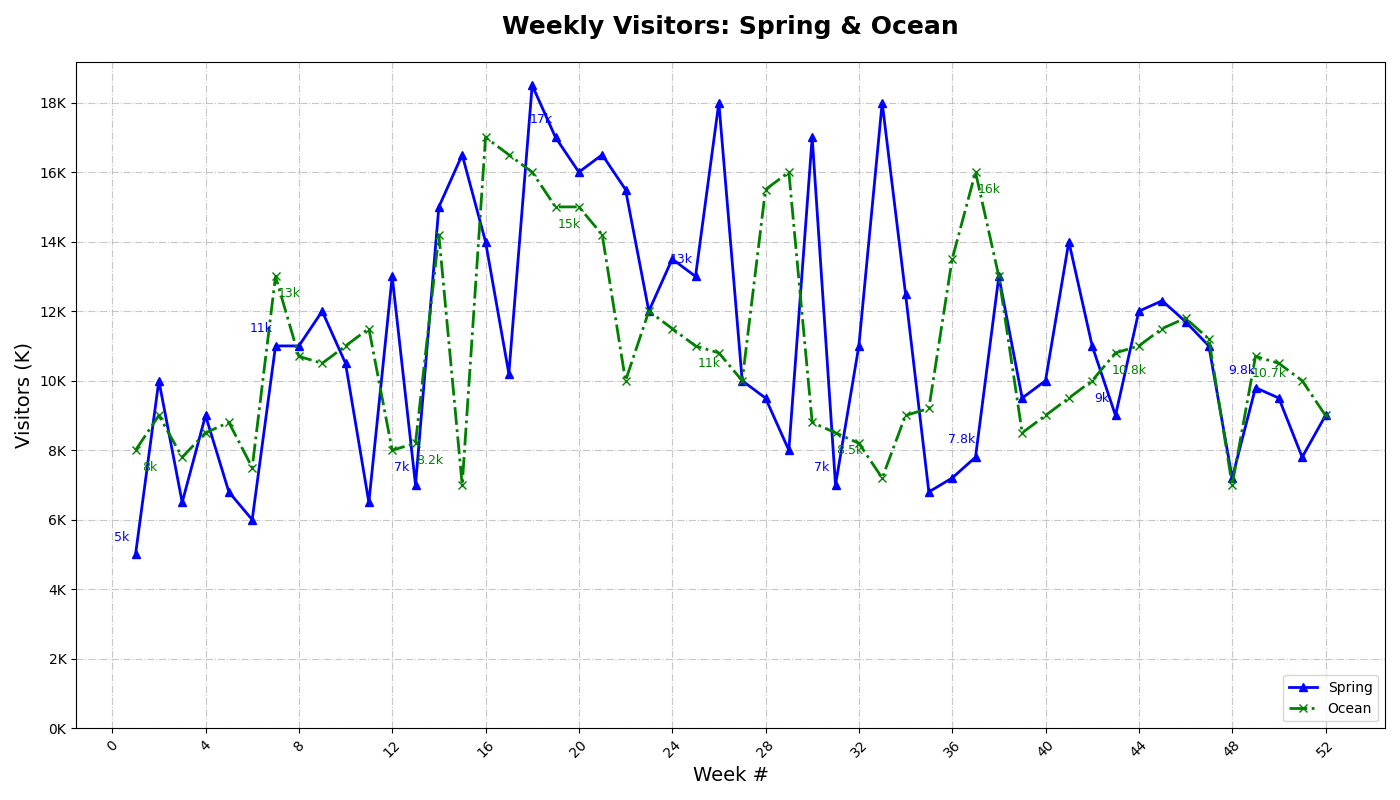 Weekly Visitors: Spring & Ocean
Visitors (K)
18K
16K
14K
12K
10K
8K
6K
4K
2K
0K
17k
15k
16k
13k
13k
11k
11k
10.8k
9.8k
10.7k
9k
8k
7k
8.2k
7k
8.5k
7.8k
5k
Spring
Ocean
0
4
8
12
16
20
24
28
32
36
40
44
48
52
Week #